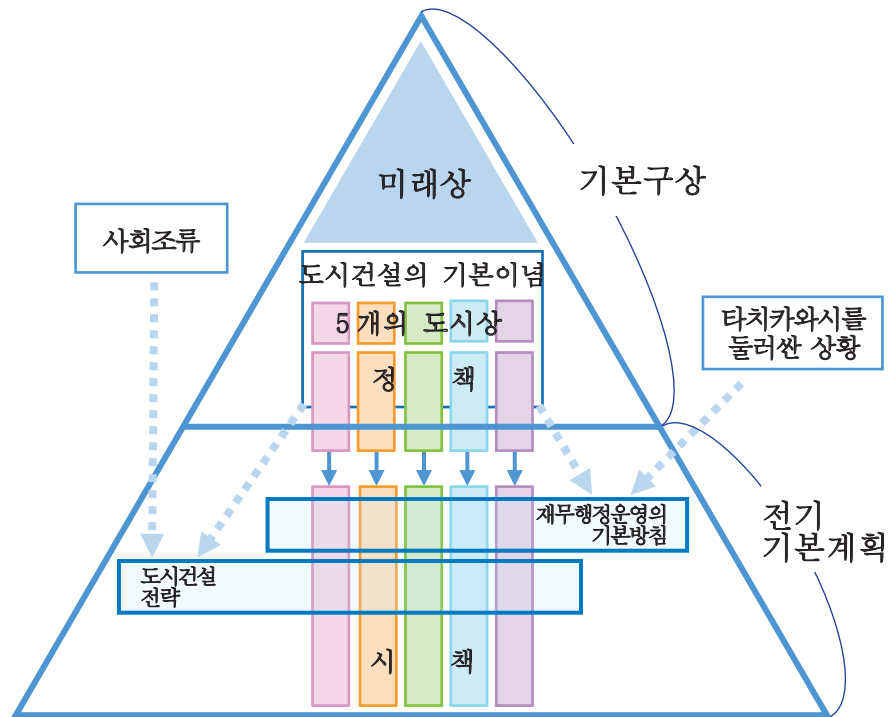 미래상
기본구상
사회조류
도시건설의 기본이념
5 개의 도시상
타치카와시를
둘러싼 상황
정 책
재무행정운영의
기본방침
전기
기본계획
도시건설
전략
시 책